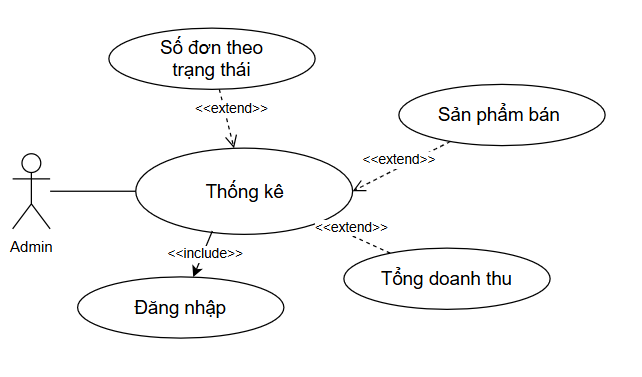 Số đơn theo
trạng thái
<<extend>>
Sản phẩm bán
<<extend>>
Thống kê
Admin
<<extend>>
<<include>>
Tổng doanh thu
Đăng nhập